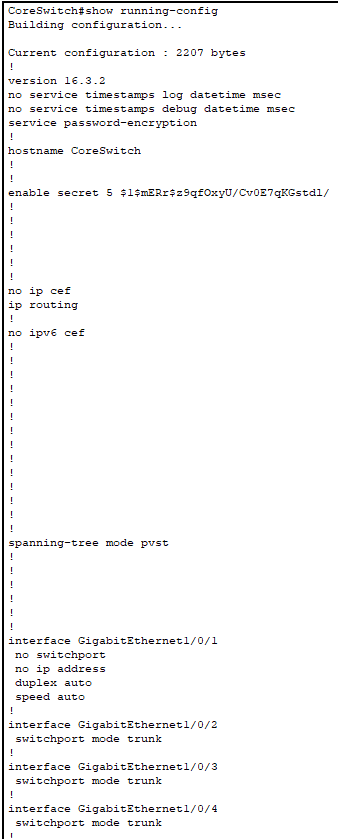 CoreSwitch#show running-config
Building configuration...
Current configuration : 2207 bytes
!
version 16.3.2
no service timestamps log datetime msec
no service timestamps debug datetime msec
service password-encryption
!
hostname CoreSwitch
!
!
enable secret 5 $1$mERr$z9qfOxyU/Cv0E7qKGstdl/
!
!
!
!
!
!
no ip cef
ip routing
!
no ipv6 cef
!
!
!
!
!
!
!
!
!
!
!
!
!
!
spanning-tree mode pvst
!
!
!
!
!
!
interface GigabitEthernet1/0/1
 no switchport
 no ip address
 duplex auto
 speed auto
!
interface GigabitEthernet1/0/2
 switchport mode trunk
!
interface GigabitEthernet1/0/3
 switchport mode trunk
!
interface GigabitEthernet1/0/4
 switchport mode trunk
!